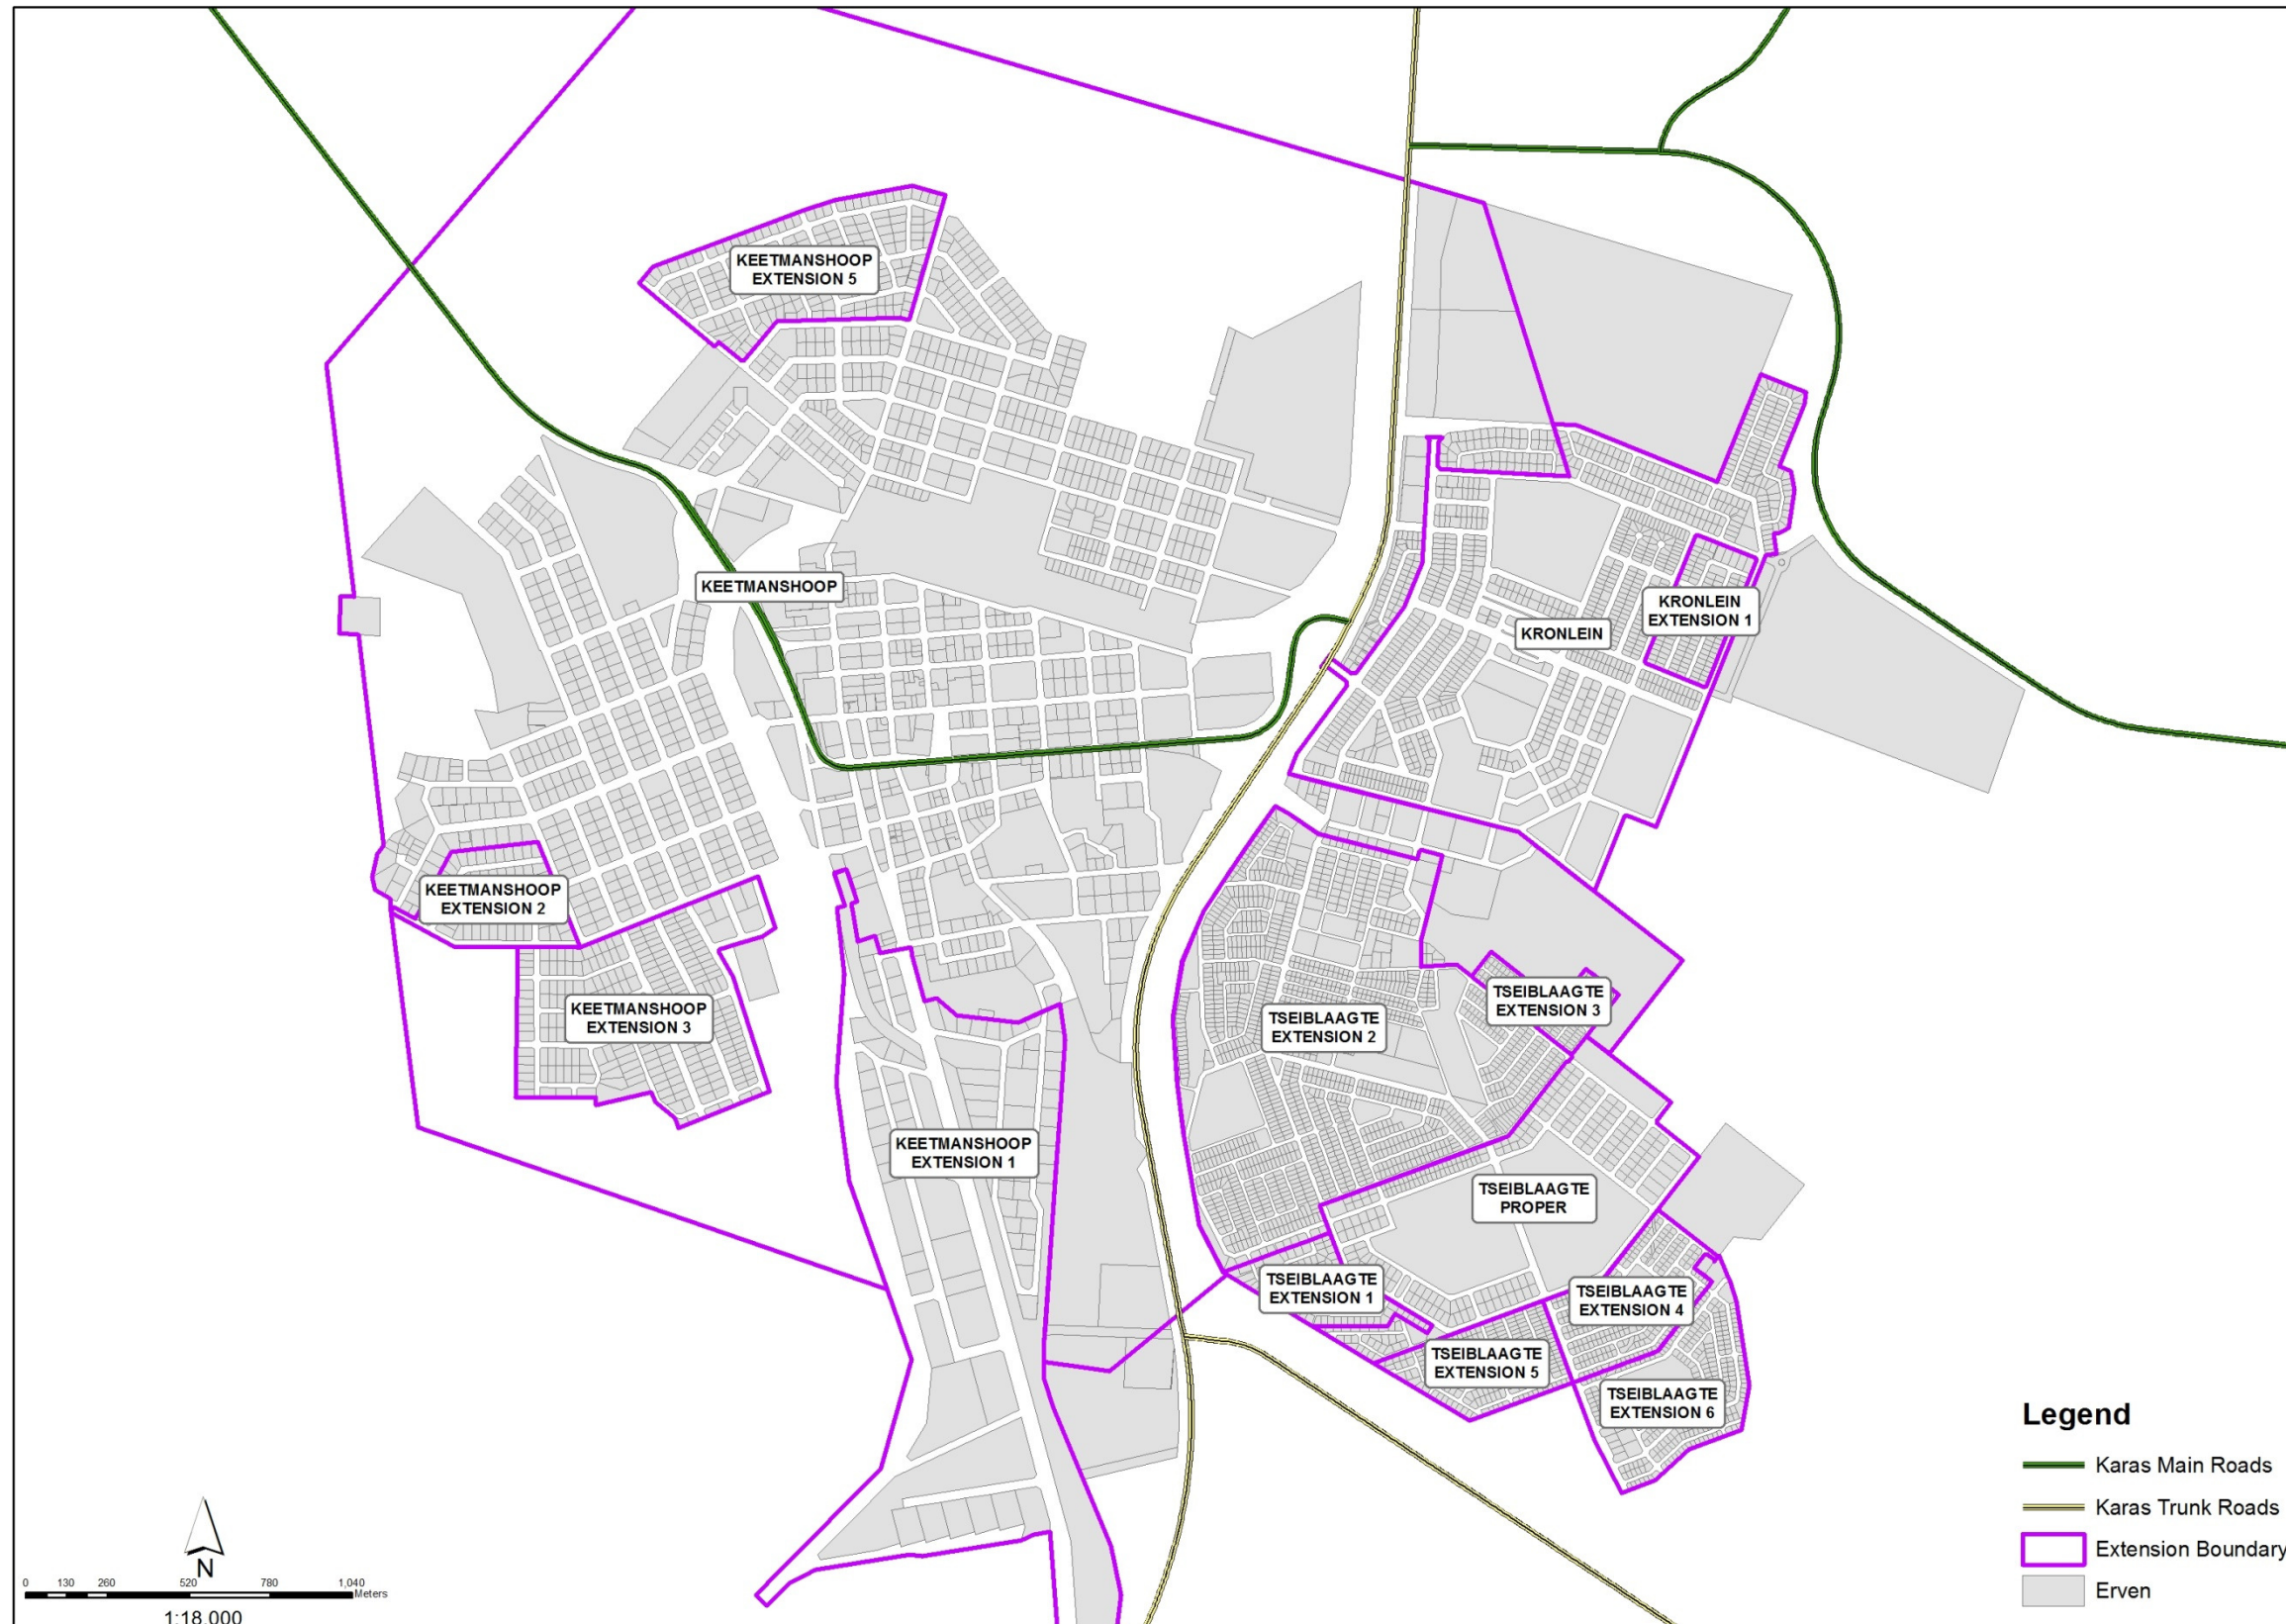 KEETMANSHOOP
EXTENSION 5
KEETMANSHOOP
KRONLEIN
EXTENSION 1
KRONLEIN
KEETMANSHOOP
EXTENSION 2
KEETMANSHOOP
EXTENSION 3
TSEIBLAAGTE
EXTENSION 3
TSEIBLAAGTE
EXTENSION 2
KEETMANSHOOP
EXTENSION 1
TSEIBLAAGTE
PROPER
TSEIBLAAGTE
EXTENSION 1
TSEIBLAAGTE
EXTENSION 4
TSEIBLAAGTE
EXTENSION 5
TSEIBLAAGTE
EXTENSION 6
Legend
Karas Main Roads
Karas Trunk Roads
Extension Boundary
Erven
N
0 130 260 520 780 1,040
Meters
1:18,000